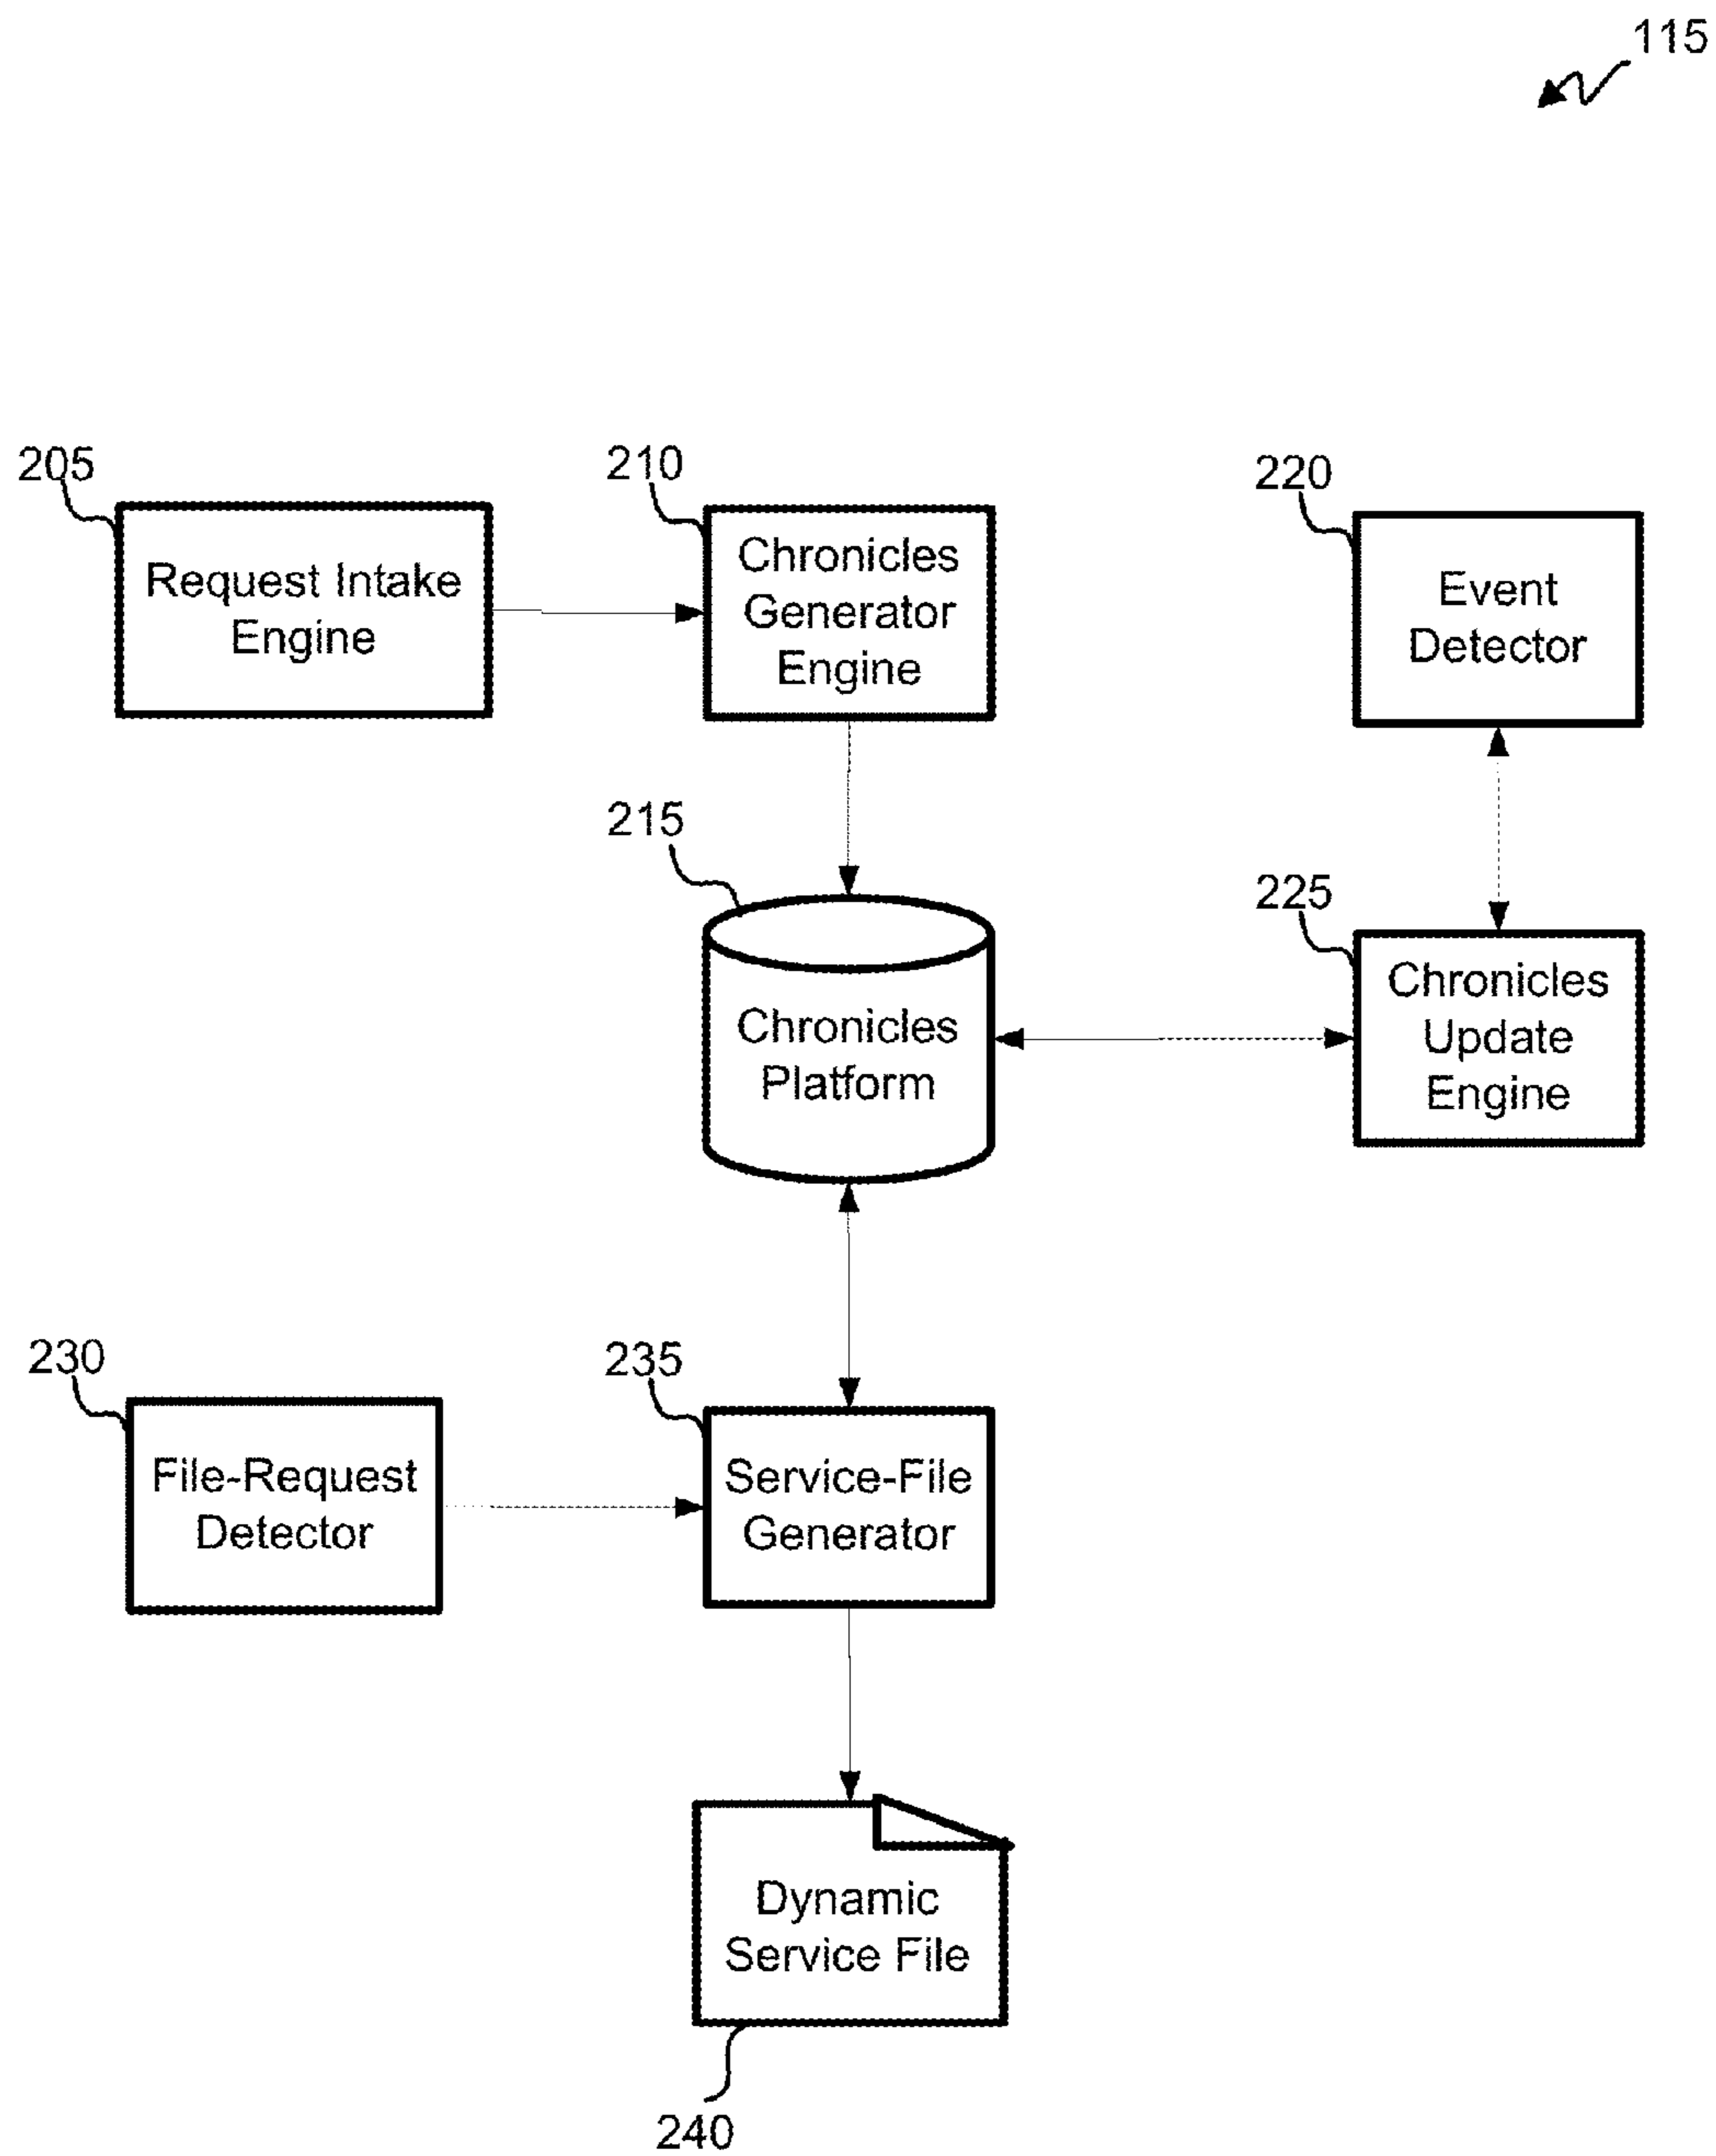 115
205
Request Intake
Engine
210
Chronicles
Generator
Engine
220
Event
Detector
215
Chronicles
Platform
225
Chronicles
Update
Engine
230
File-Request
Detector
235
Service-File
Generator
Dynamic
Service File
240